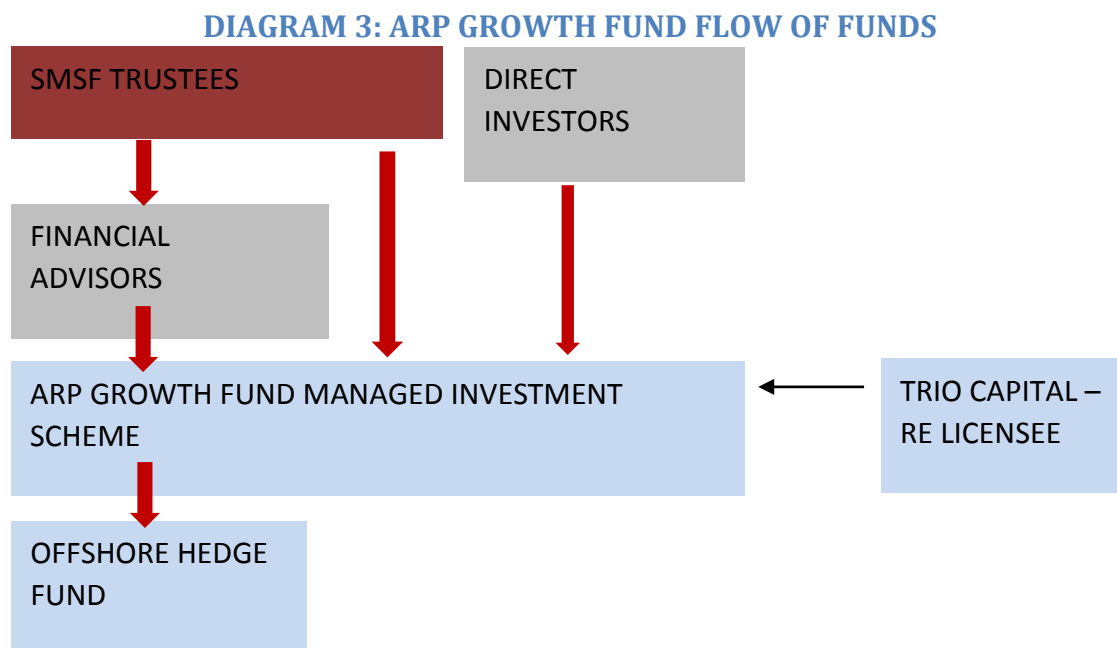 DIAGRAM 3: ARP GROWTH FUND FLOW OF FUNDS
SMSF TRUSTEES
DIRECT
INVESTORS
FINANCIAL
ADVISORS
ARP GROWTH FUND MANAGED INVESTMENT
SCHEME
TRIO CAPITAL –
RE LICENSEE
OFFSHORE HEDGE
FUND